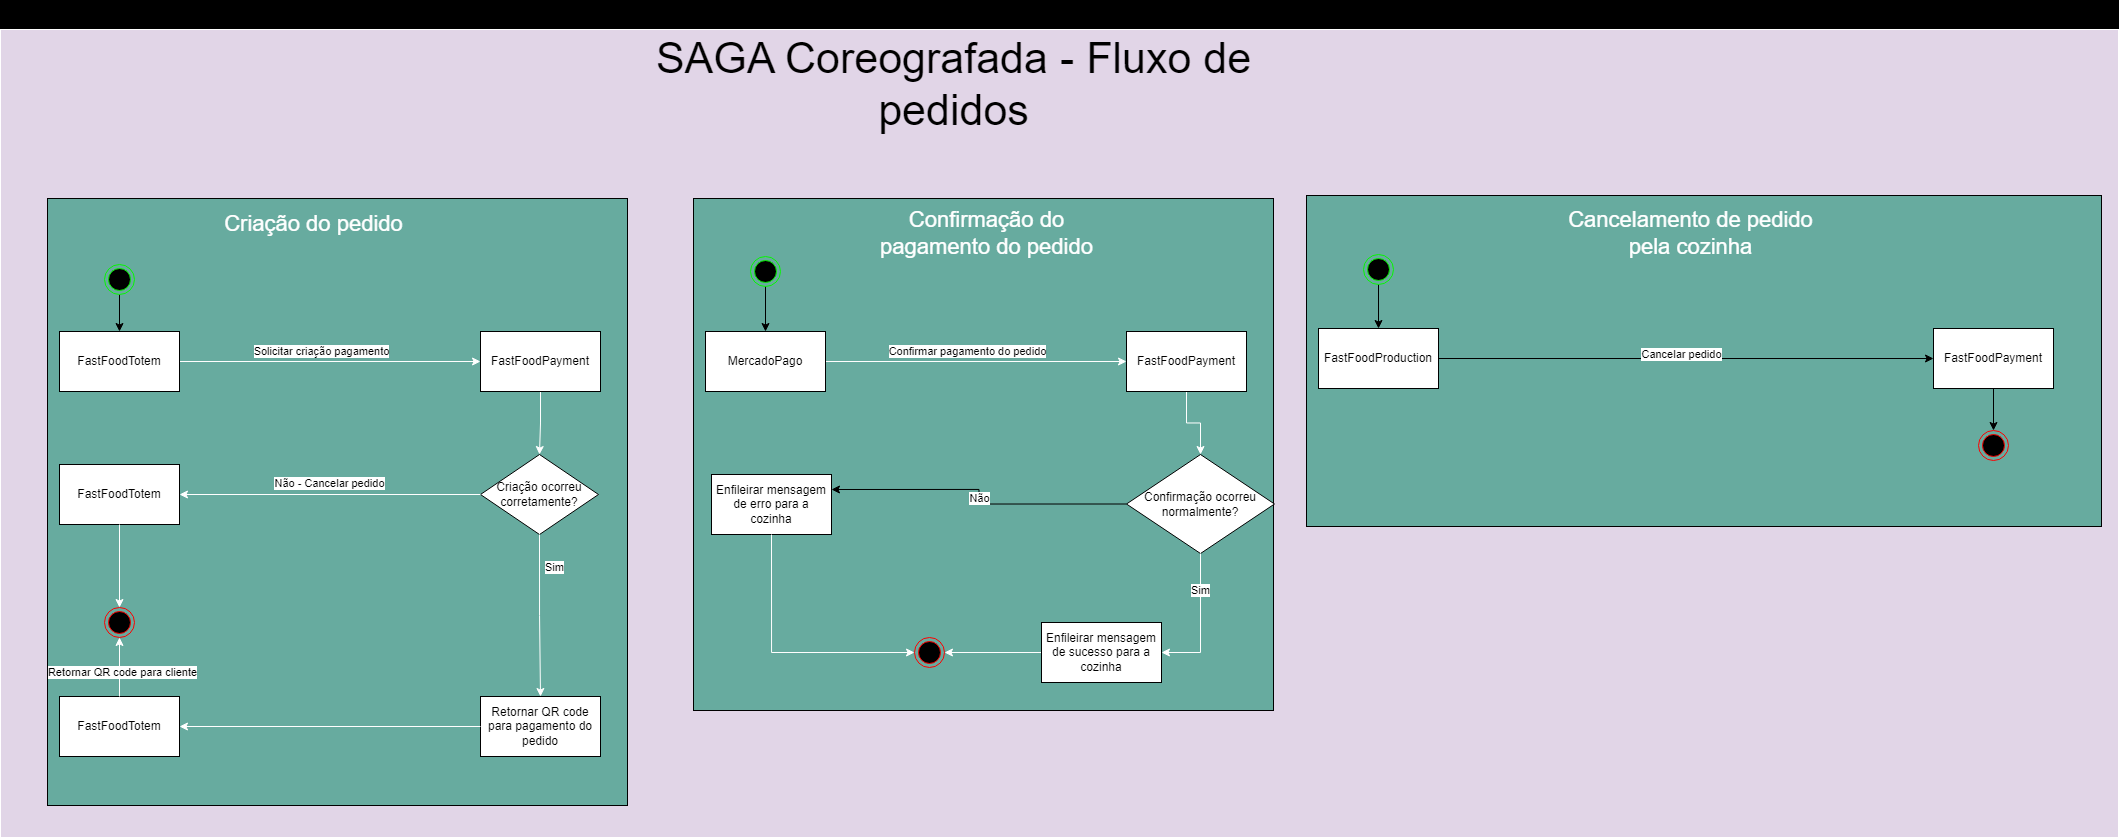 SAGA Coreografada - Fluxo de
pedidos
Criação do pedido
FastFoodTotem
Solicitar criação pagamento
FastFoodPayment
Criação ocorreu
corretamente?
Não - Cancelar pedido
FastFoodTotem
Sim
Retornar QR code para cliente
FastFoodTotem
Retornar QR code
para pagamento do
pedido
Confirmação do
pagamento do pedido
MercadoPago
Confirmar pagamento do pedido
FastFoodPayment
Confirmação ocorreu
normalmente?
Não
Enfileirar mensagem
de erro para a
cozinha
Sim
Enfileirar mensagem
de sucesso para a
cozinha
Cancelamento de pedido
pela cozinha
FastFoodProduction
Cancelar pedido
FastFoodPayment